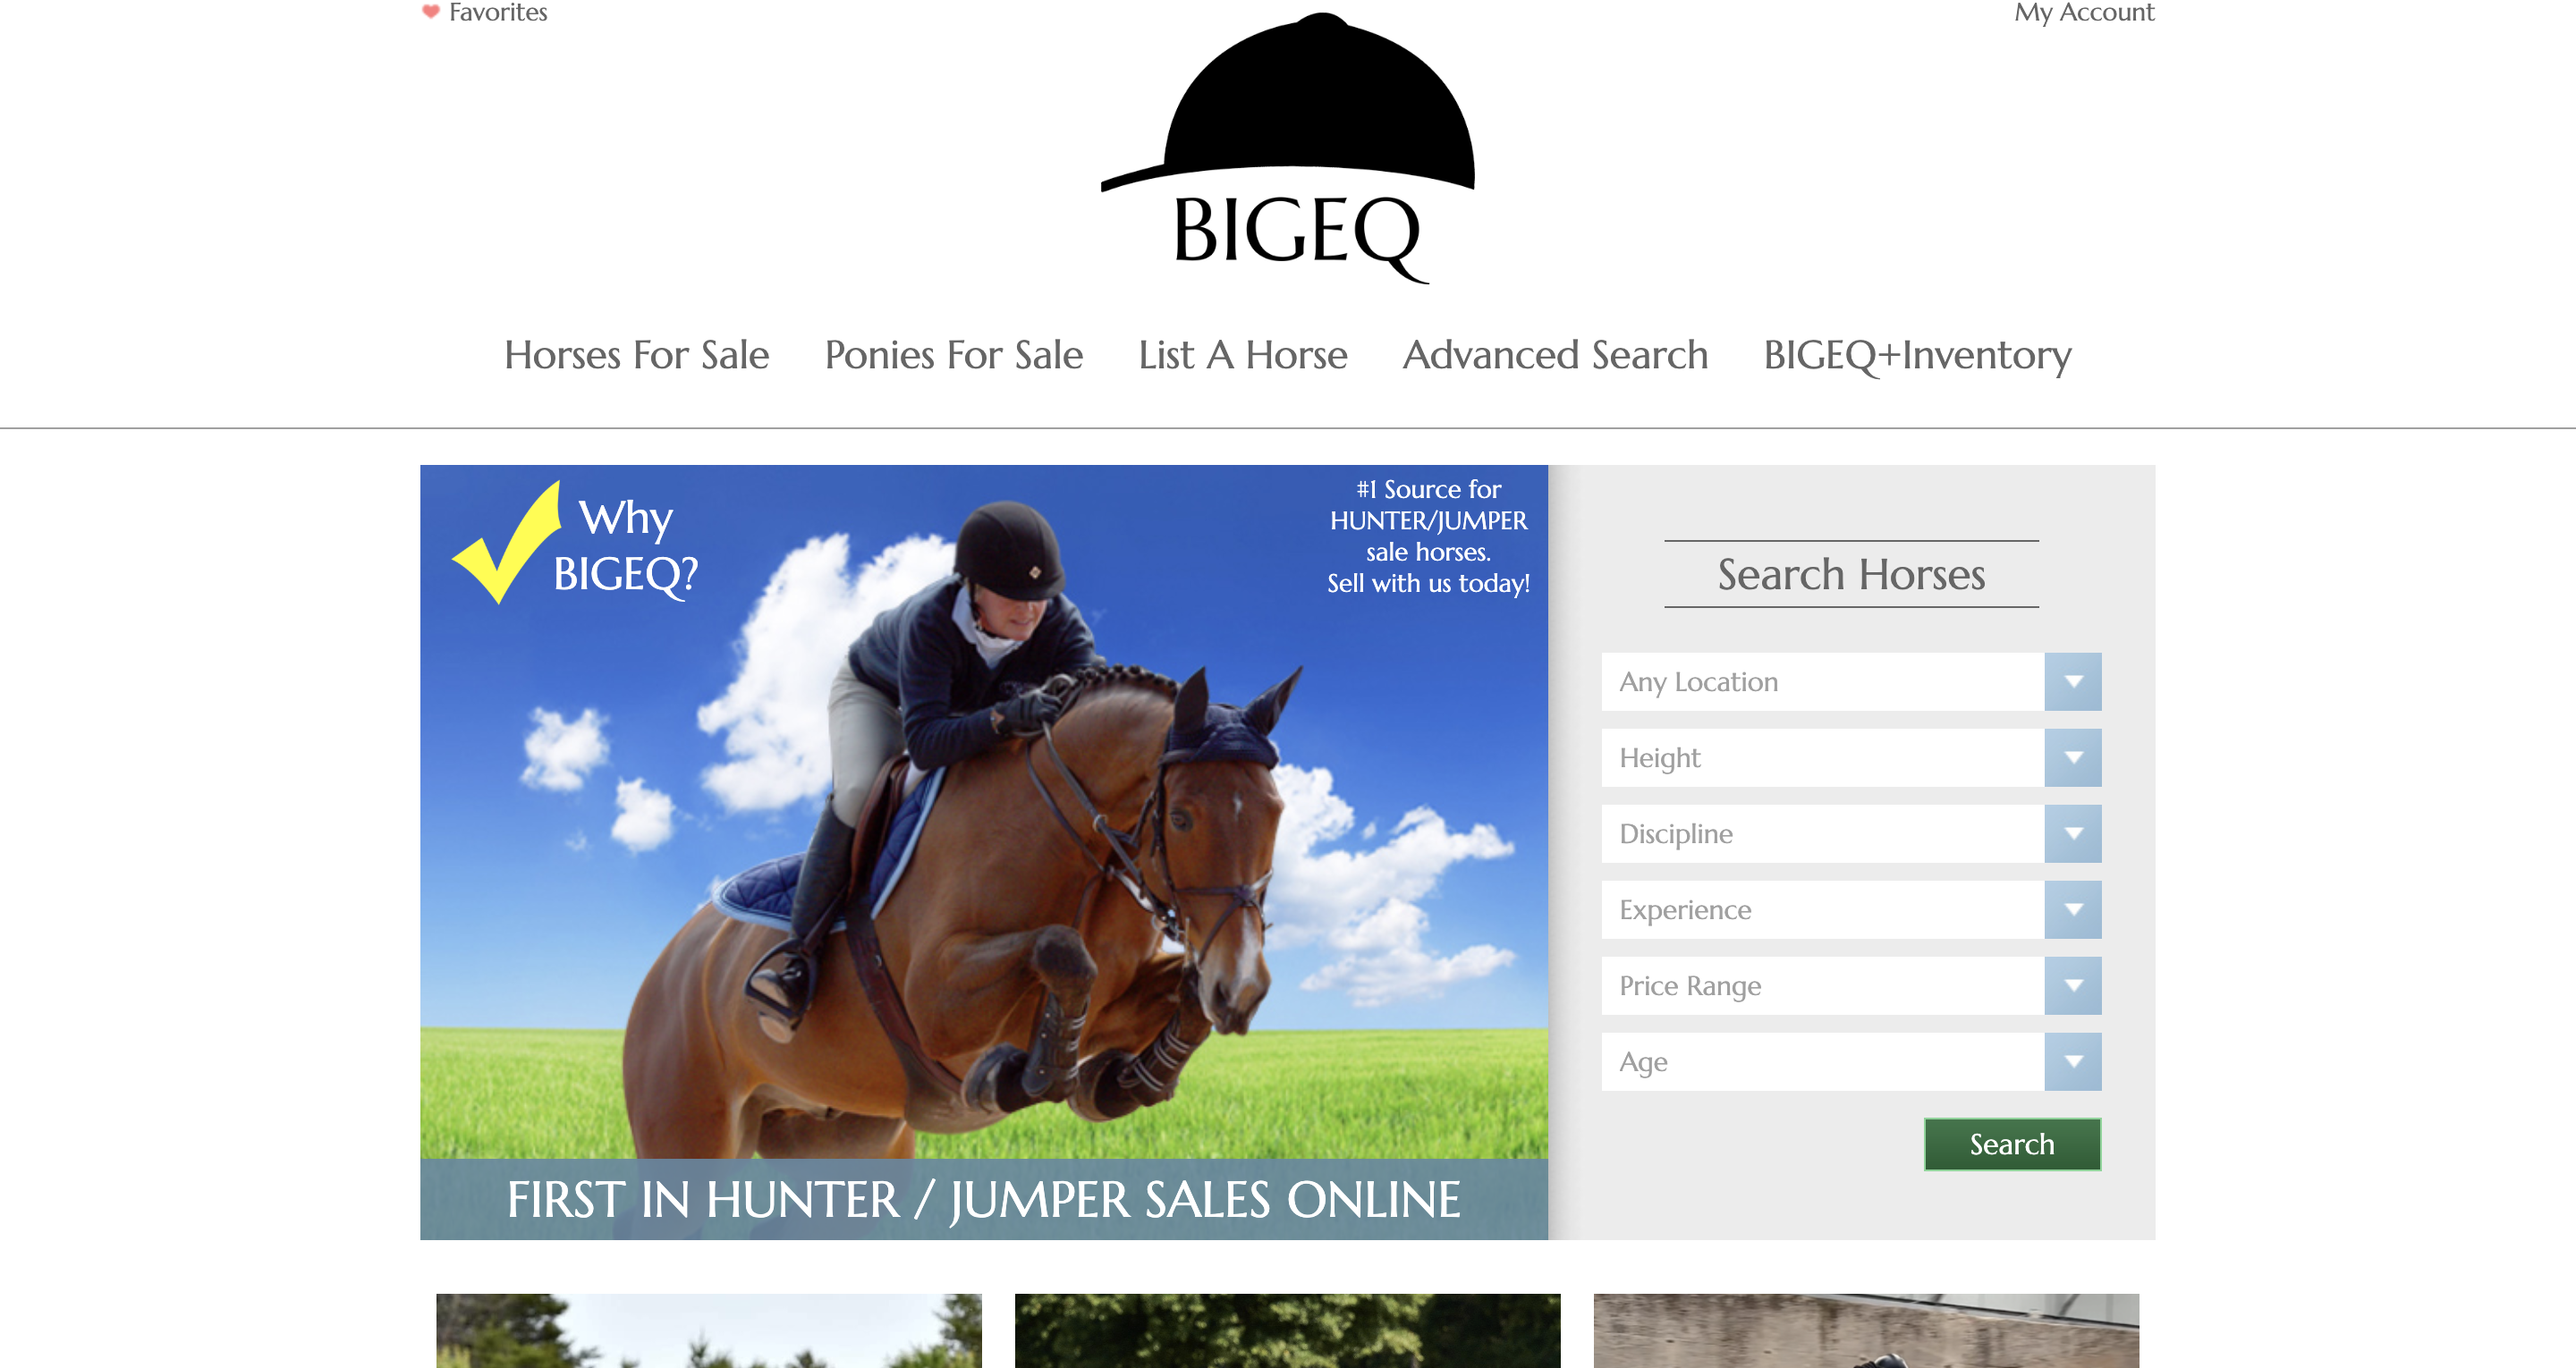 Favorites
My Account
BIGEQ
Horses For Sale
Ponies For Sale
List A Horse
Advanced Search
BIGEQ+Inventory
Why
BIGEQ?
#1 Source for
HUNTER/JUMPER
sale horses.
Sell with us today!
FIRST IN HUNTER / JUMPER SALES ONLINE
Search Horses
Any Location
Height
Discipline
Experience
Price Range
Age
Search